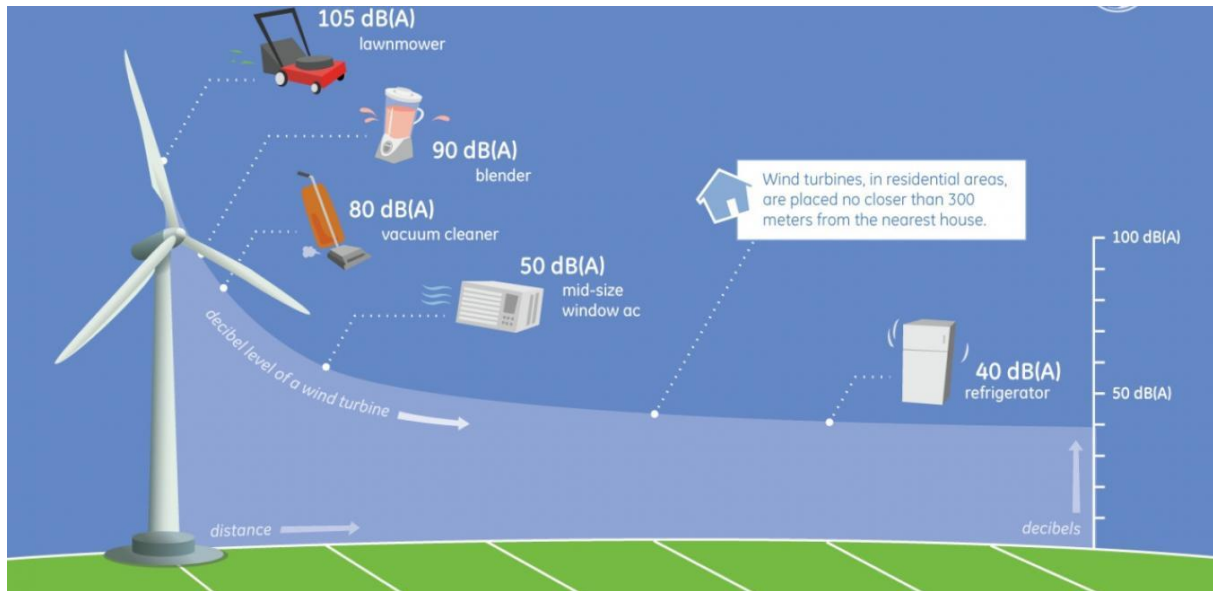 105 dB(A)
lawnmower
90 dB(A)
blender
80 dB(A)
vacuum cleaner
50 dB(A)
mid-size
window ac
Wind turbines, in residential areas,
are placed no closer than 300
meters from the nearest house.
100 dB(A)
40 dB(A)
refrigerator
50 dB(A)
decibel level of a wind turbine
distance
decibels